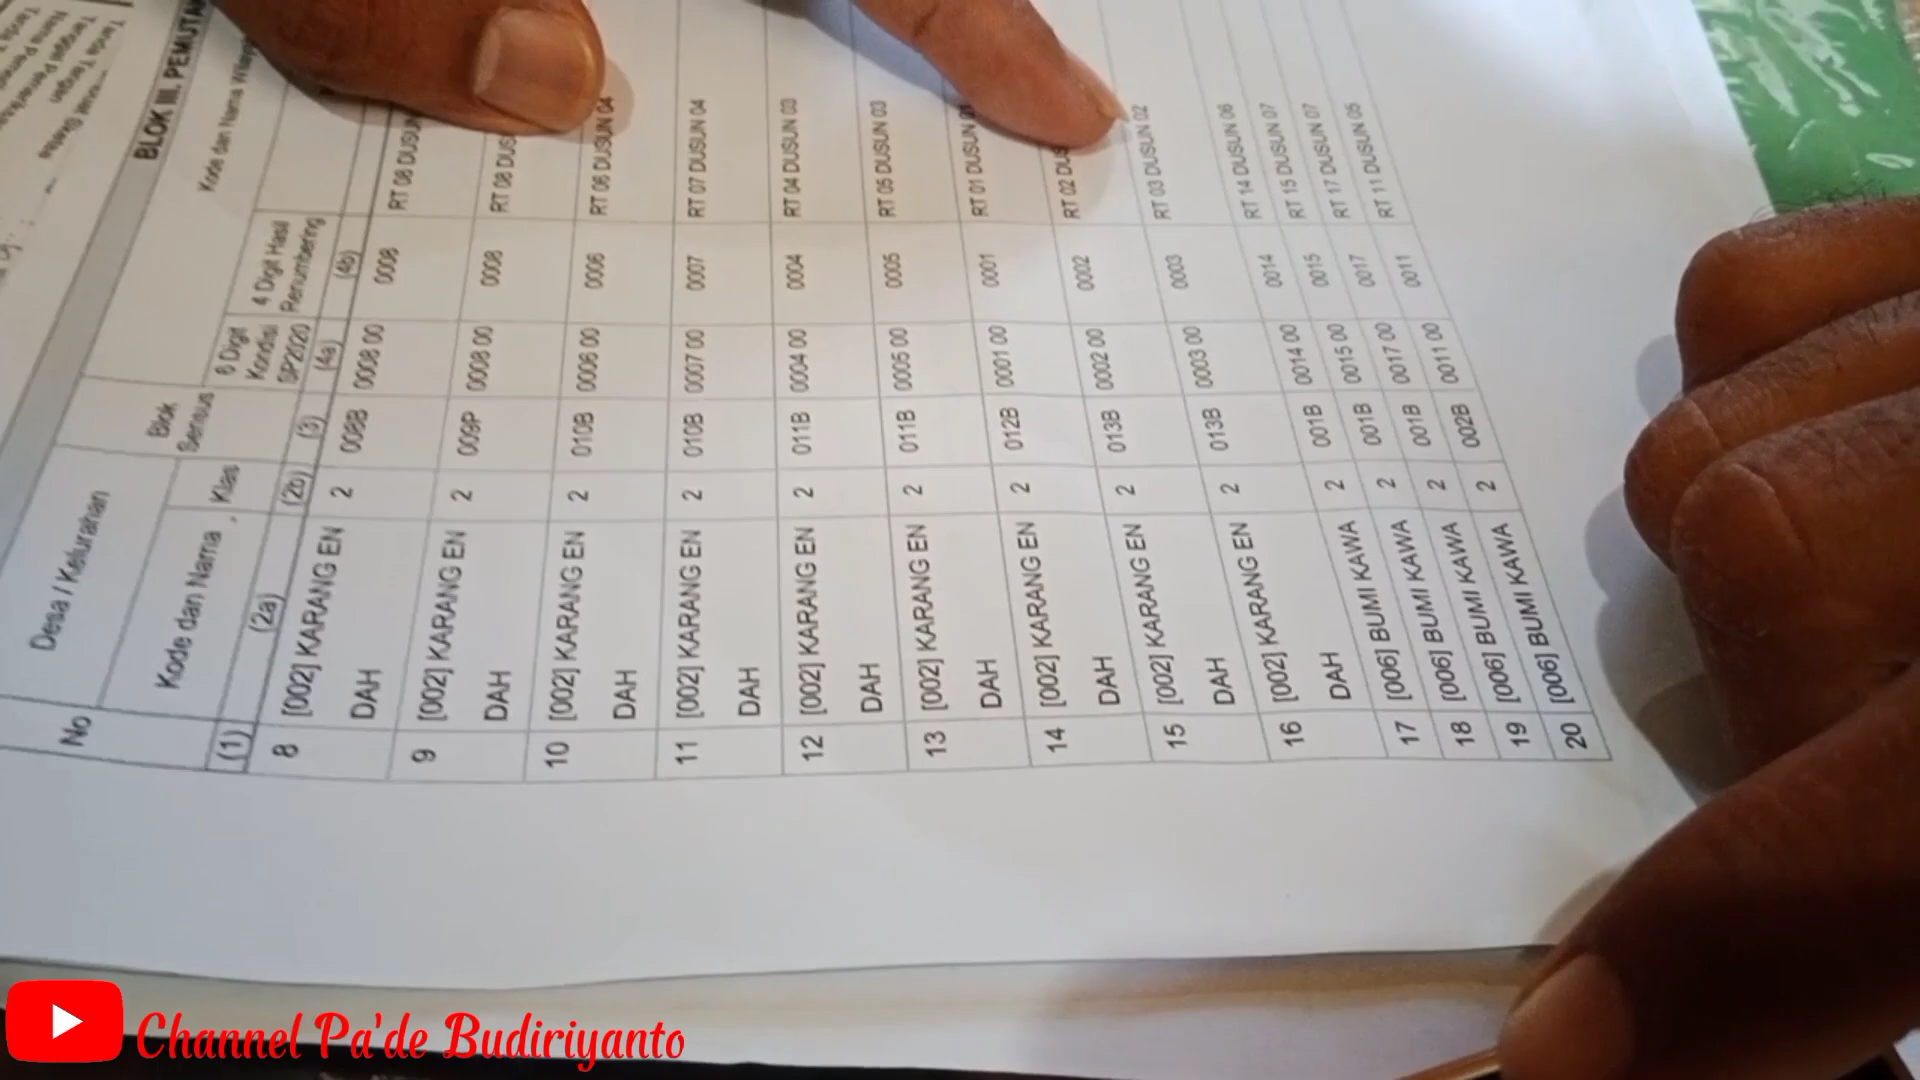 BLOK III. PEMUTA
No
Desa / Kelurahan
Blok Sensus
Kode dan Nama
Klas
6 Digit Kondisi SP2020
4 Digit Hasil Renumbering
Kode dan Nama
(1) (2a) (2b) (3) (4a) (4b)
8 [002] KARANG EN DAH 2 008B 0008 00 0008 RT 08 DUSUN
9 [002] KARANG EN DAH 2 009P 0008 00 0008 RT 08
10 [002] KARANG EN DAH 2 010B 0006 00 0006 RT 06 DUSUN 04
11 [002] KARANG EN DAH 2 010B 0007 00 0007 RT 07 DUSUN 04
12 [002] KARANG EN DAH 2 011B 0004 00 0004 RT 04 DUSUN 03
13 [002] KARANG EN DAH 2 011B 0005 00 0005 RT 05 DUSUN 03
14 [002] KARANG EN DAH 2 012B 0001 00 0001 RT 01 DUSUN
15 [002] KARANG EN DAH 2 013B 0002 00 0002 RT 02
16 [002] KARANG EN DAH 2 013B 0003 00 0003 RT 03 DUSUN 02
17 [006] BUMI KAWA 2 001B 0014 00 0014 RT 14 DUSUN 06
18 [006] BUMI KAWA 2 001B 0015 00 0015 RT 15 DUSUN 07
19 [006] BUMI KAWA 2 001B 0017 00 0017 RT 17 DUSUN 07
20 [006] BUMI KAWA 2 002B 0011 00 0011 RT 11 DUSUN 05
Channel Pa'de Budiriyanto